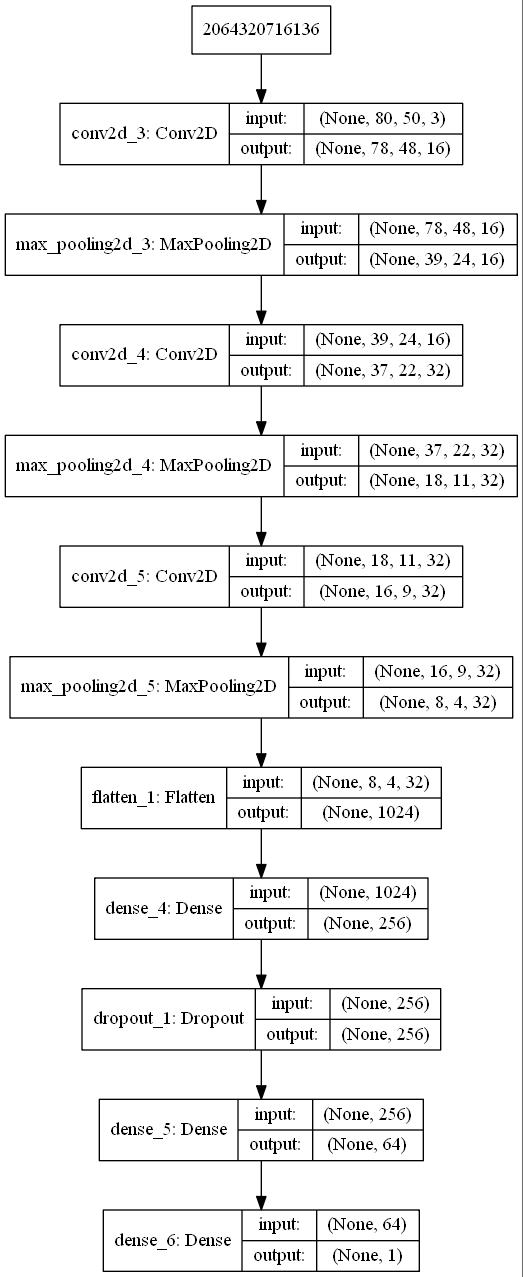 2064320716136
conv2d_3: Conv2D
input: (None, 80, 50, 3)
output: (None, 78, 48, 16)
max_pooling2d_3: MaxPooling2D
input: (None, 78, 48, 16)
output: (None, 39, 24, 16)
conv2d_4: Conv2D
input: (None, 39, 24, 16)
output: (None, 37, 22, 32)
max_pooling2d_4: MaxPooling2D
input: (None, 37, 22, 32)
output: (None, 18, 11, 32)
conv2d_5: Conv2D
input: (None, 18, 11, 32)
output: (None, 16, 9, 32)
max_pooling2d_5: MaxPooling2D
input: (None, 16, 9, 32)
output: (None, 8, 4, 32)
flatten_1: Flatten
input: (None, 8, 4, 32)
output: (None, 1024)
dense_4: Dense
input: (None, 1024)
output: (None, 256)
dropout_1: Dropout
input: (None, 256)
output: (None, 256)
dense_5: Dense
input: (None, 256)
output: (None, 64)
dense_6: Dense
input: (None, 64)
output: (None, 1)